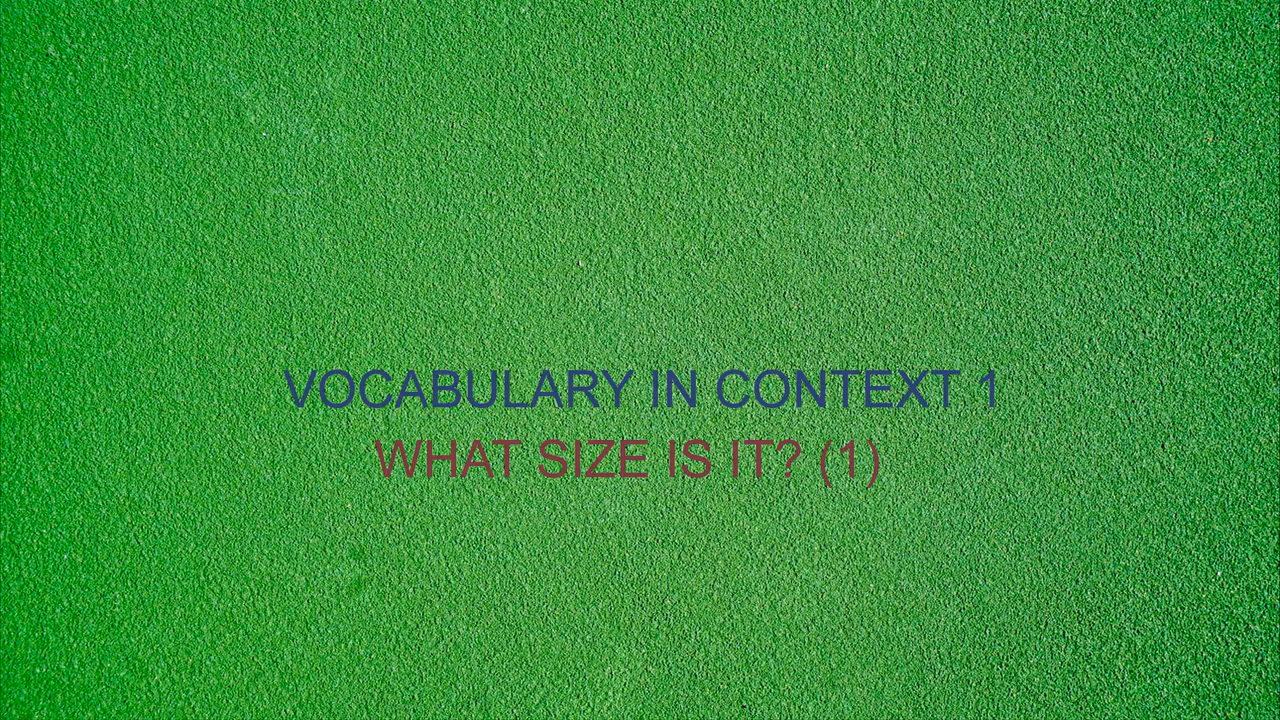 VOCABULARY IN CONTEXT 1
WHAT SIZE IS IT? (1)